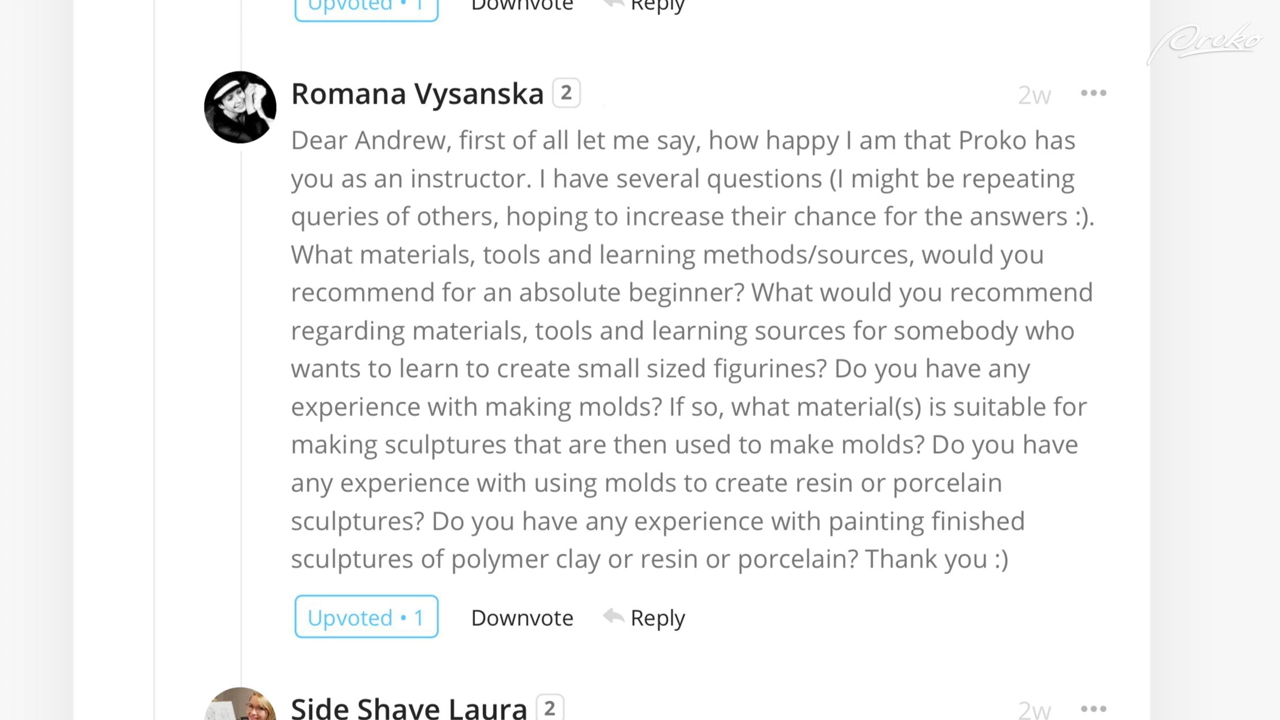 Upvoted • 1 Downvote Reply
Proko
Romana Vysanska 2 2w
Dear Andrew, first of all let me say, how happy I am that Proko has
you as an instructor. I have several questions (I might be repeating
queries of others, hoping to increase their chance for the answers :).
What materials, tools and learning methods/sources, would you
recommend for an absolute beginner? What would you recommend
regarding materials, tools and learning sources for somebody who
wants to learn to create small sized figurines? Do you have any
experience with making molds? If so, what material(s) is suitable for
making sculptures that are then used to make molds? Do you have
any experience with using molds to create resin or porcelain
sculptures? Do you have any experience with painting finished
sculptures of polymer clay or resin or porcelain? Thank you :)
Upvoted • 1 Downvote Reply
Side Shave Laura 2 2w